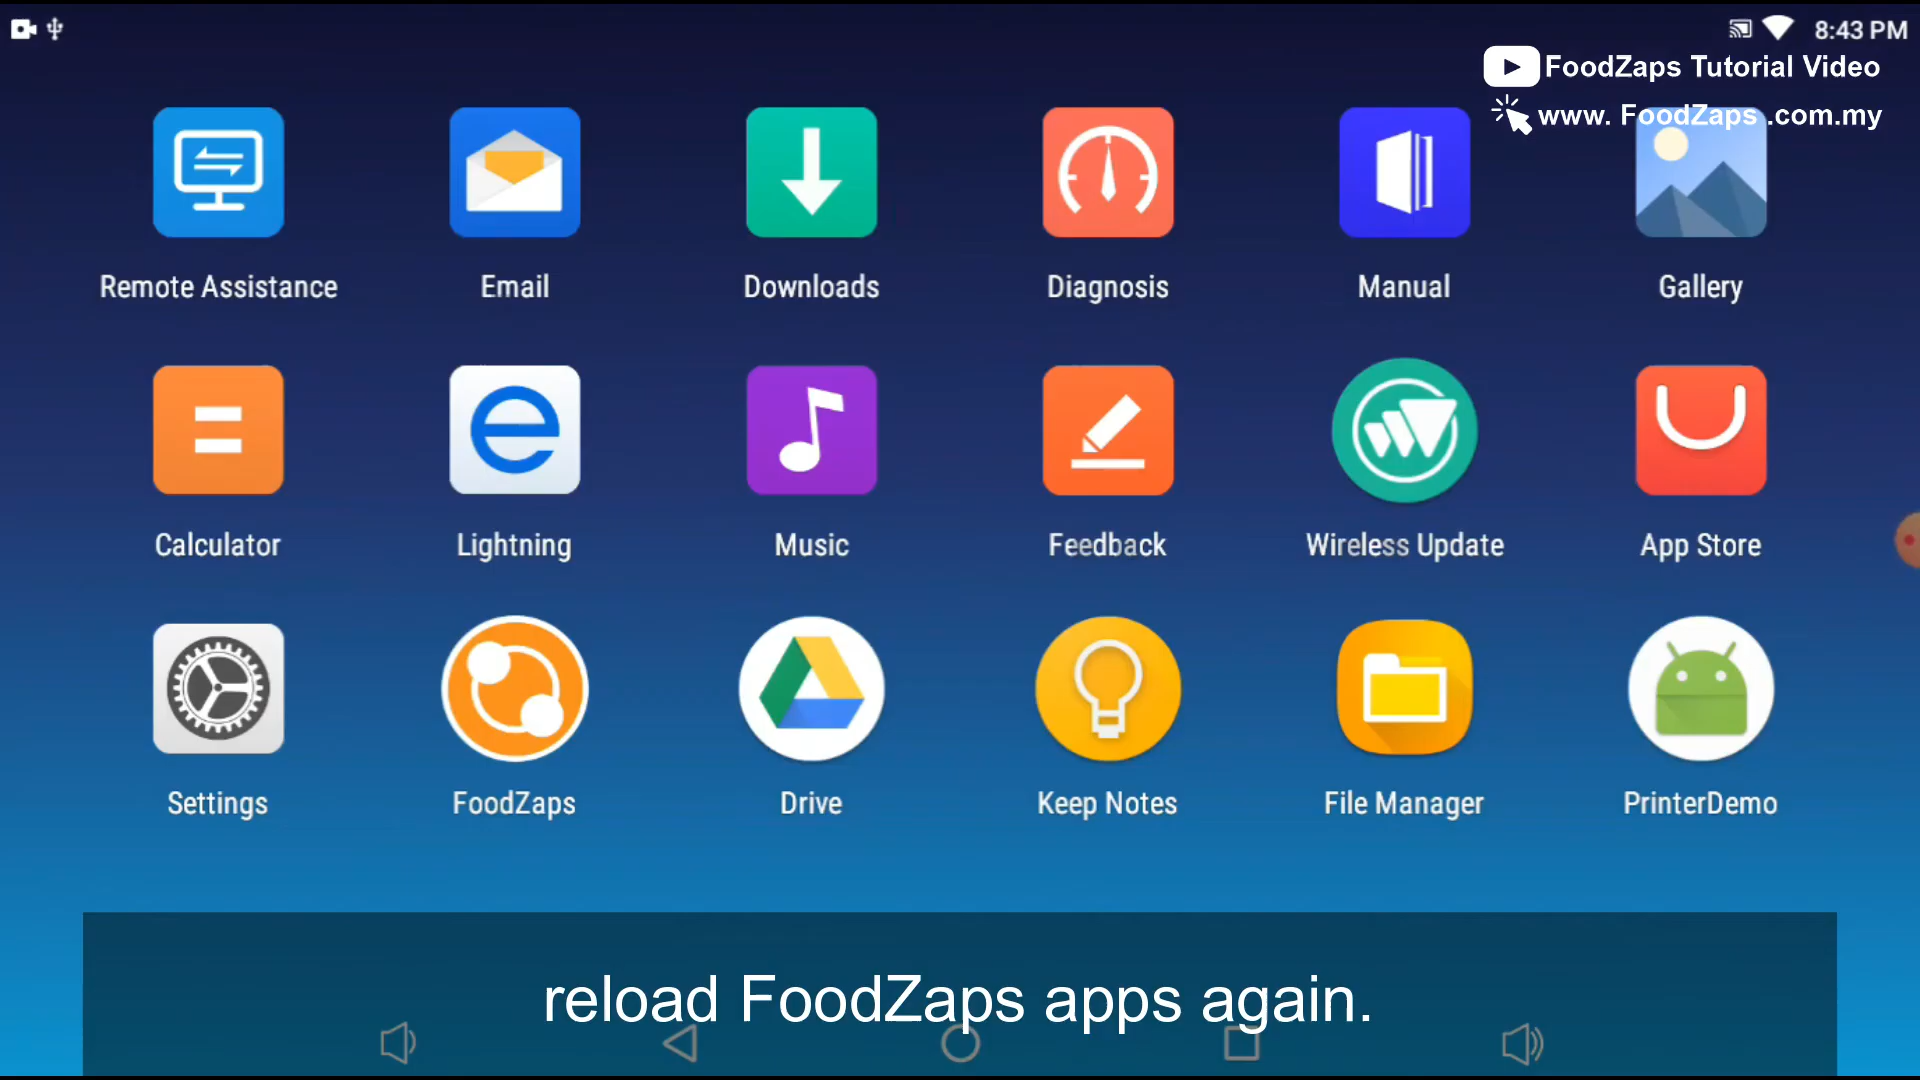 8:43 PM
FoodZaps Tutorial Video
www. FoodZaps .com.my
Remote Assistance
Email
Downloads
Diagnosis
Manual
Gallery
Calculator
Lightning
Music
Feedback
Wireless Update
App Store
Settings
FoodZaps
Drive
Keep Notes
File Manager
PrinterDemo
reload FoodZaps apps again.